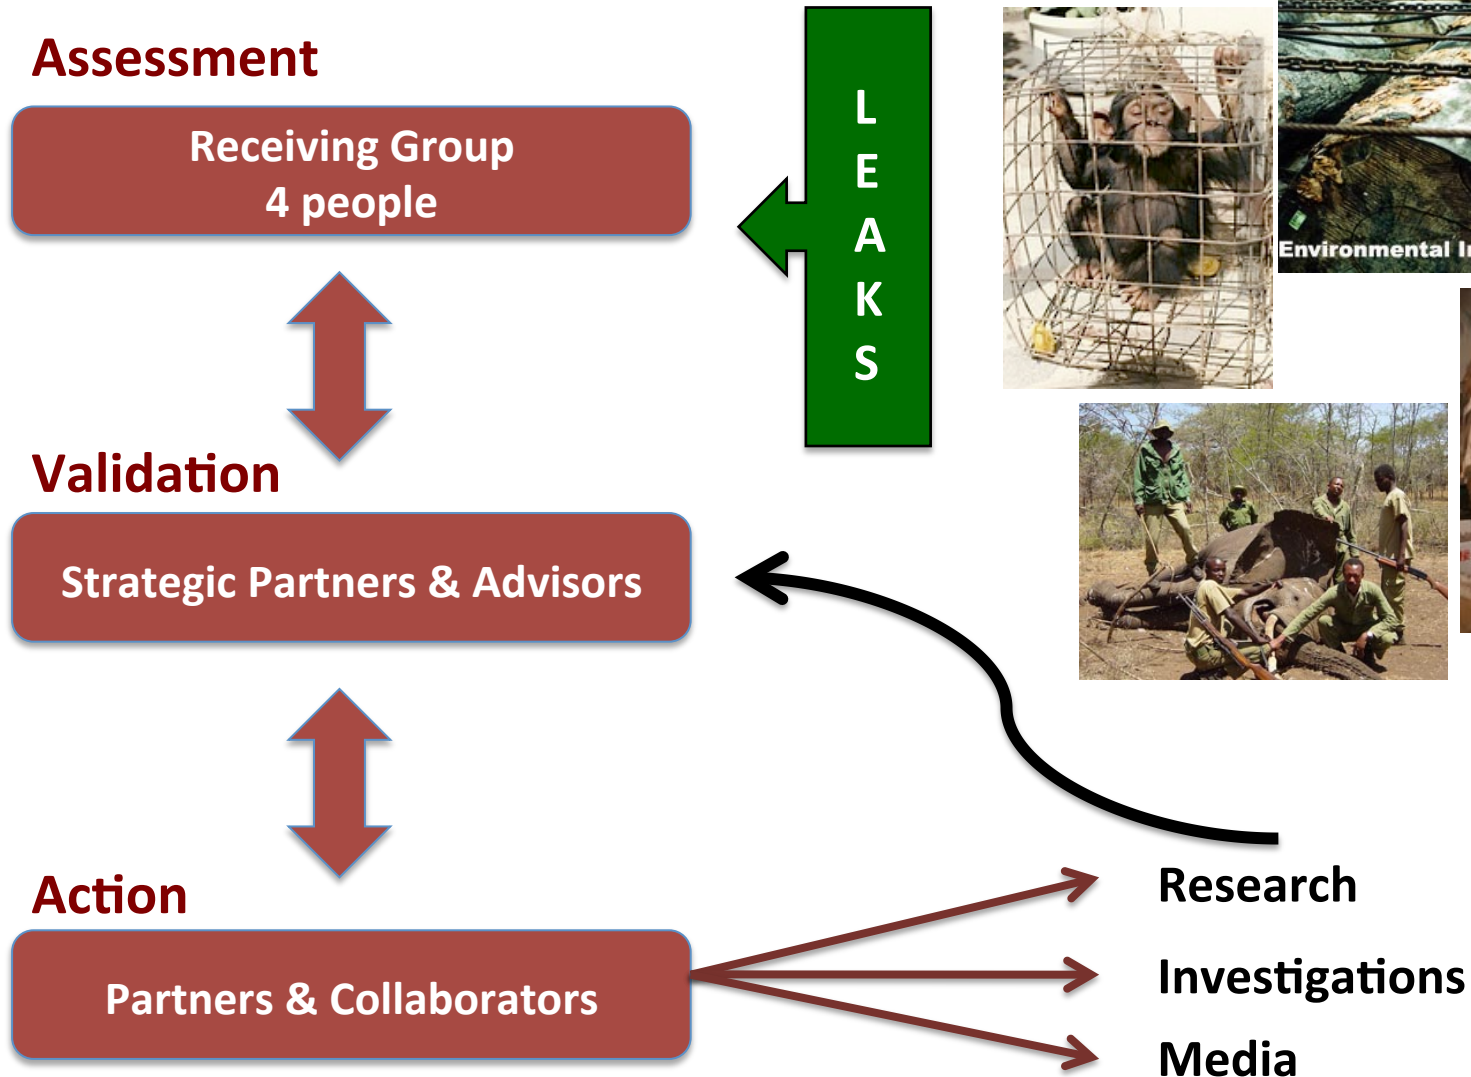 Assessment
Receiving Group
4 people
L
E
A
K
S
Environmental
Validation
Strategic Partners & Advisors
Action
Partners & Collaborators
Research
Investigations
Media